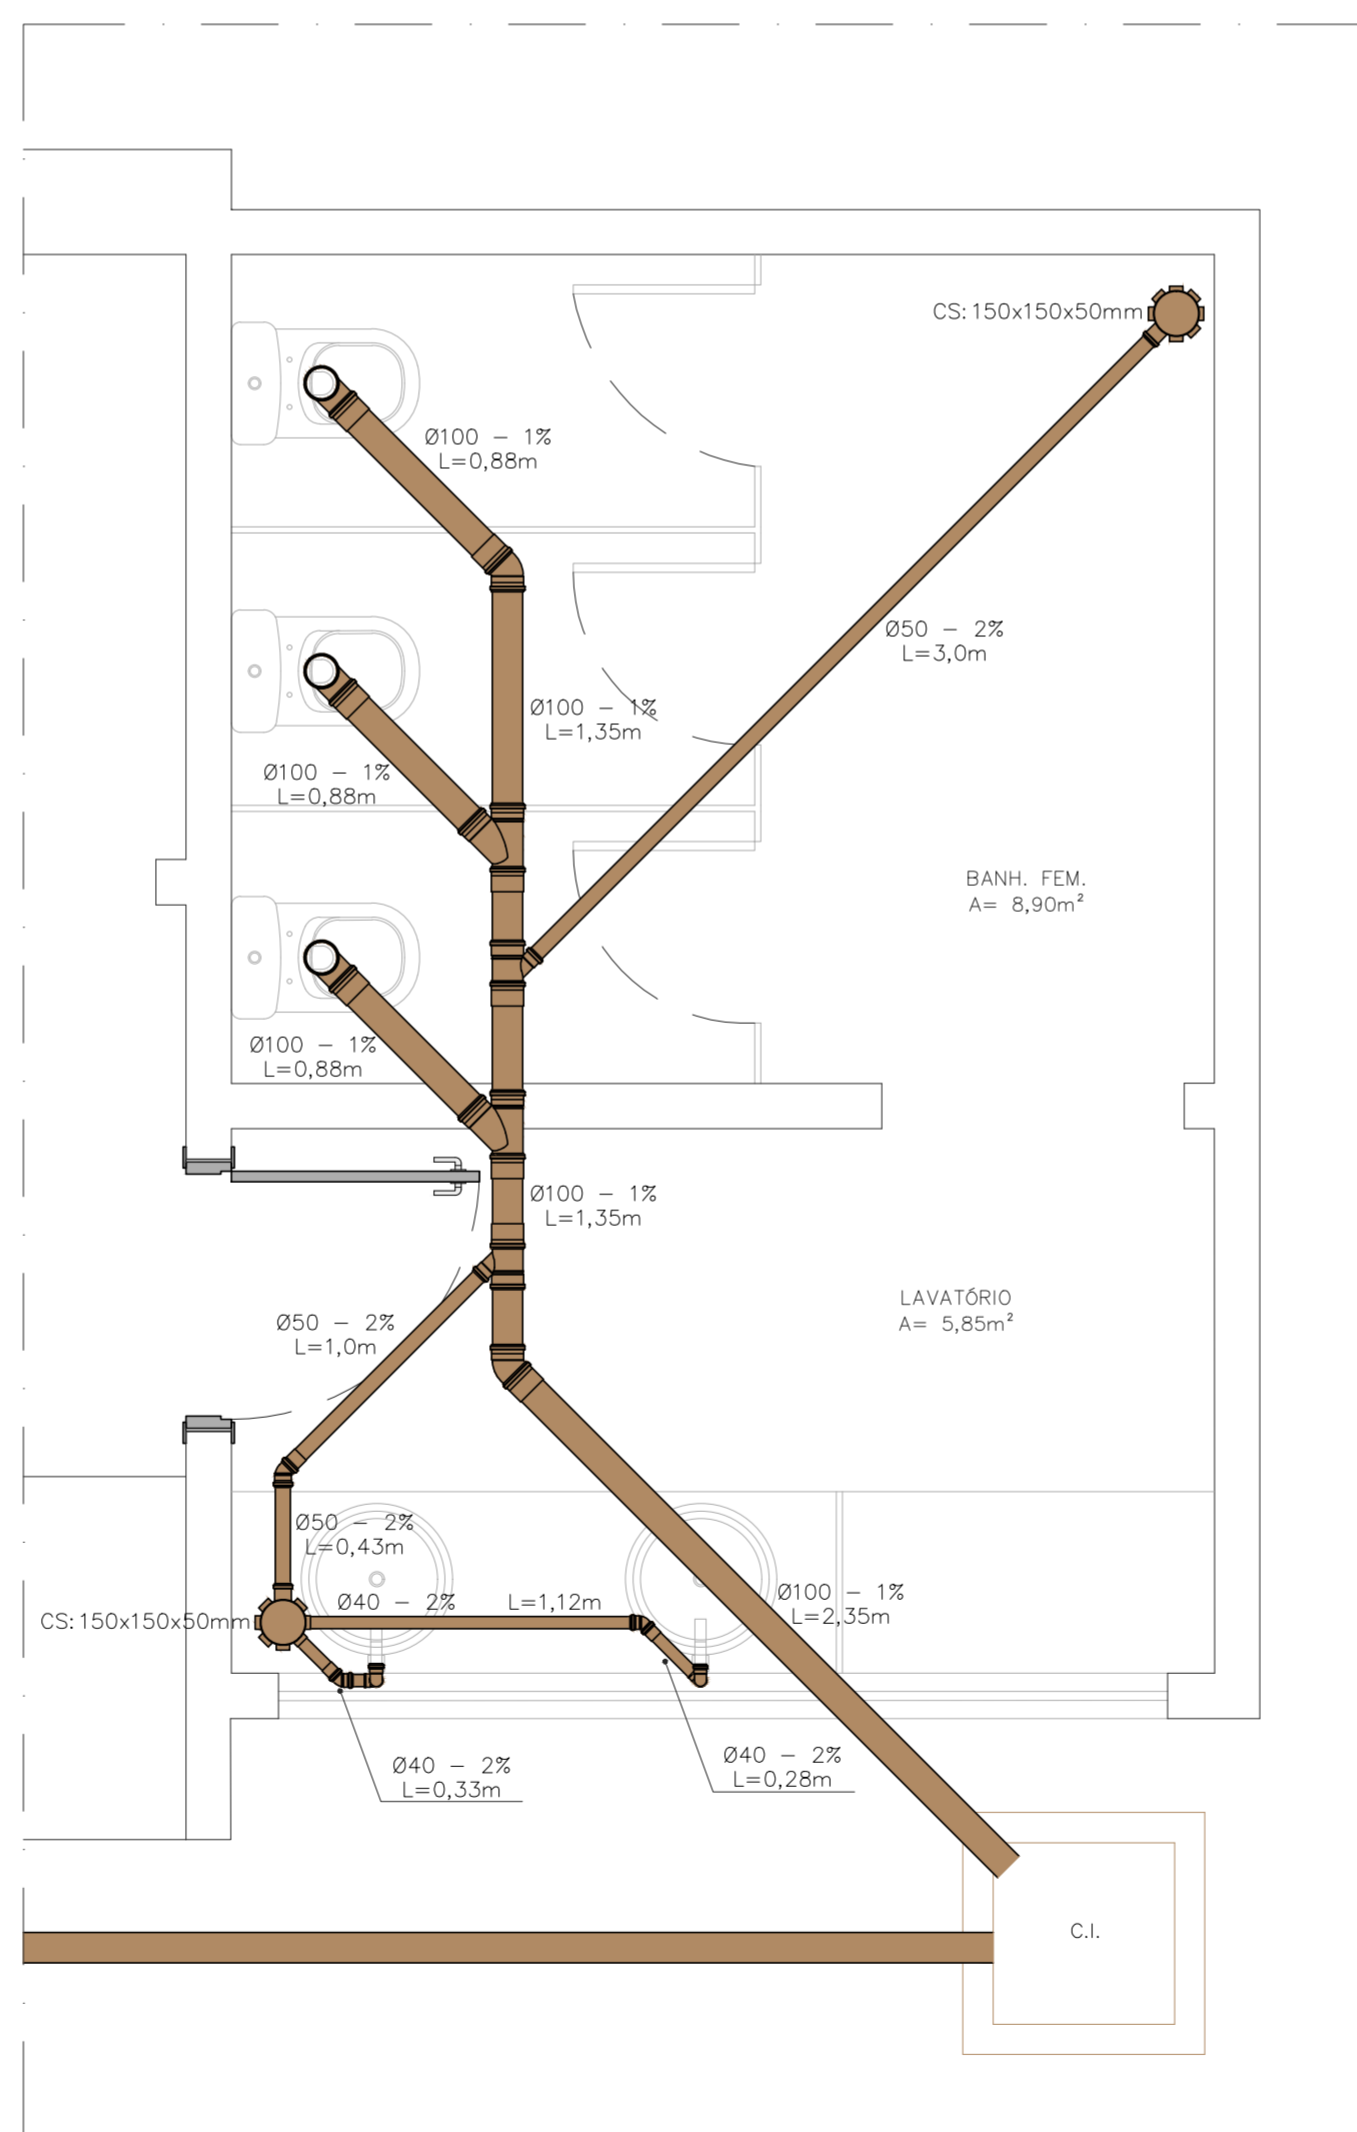 CS: 150x150x50mm
Ø100 – 1%
L=0,88m
Ø50 – 2%
L=3,0m
Ø100 – 1%
L=1,35m
Ø100 – 1%
L=0,88m
BANH. FEM.
A= 8,90m²
Ø100 – 1%
L=0,88m
Ø100 – 1%
L=1,35m
LAVATÓRIO
A= 5,85m²
Ø50 – 2%
L=1,0m
Ø50 – 2%
L=0,43m
Ø40 – 2% L=1,12m
Ø100 – 1%
L=2,35m
CS: 150x150x50mm
Ø40 – 2%
L=0,28m
Ø40 – 2%
L=0,33m
C.I.